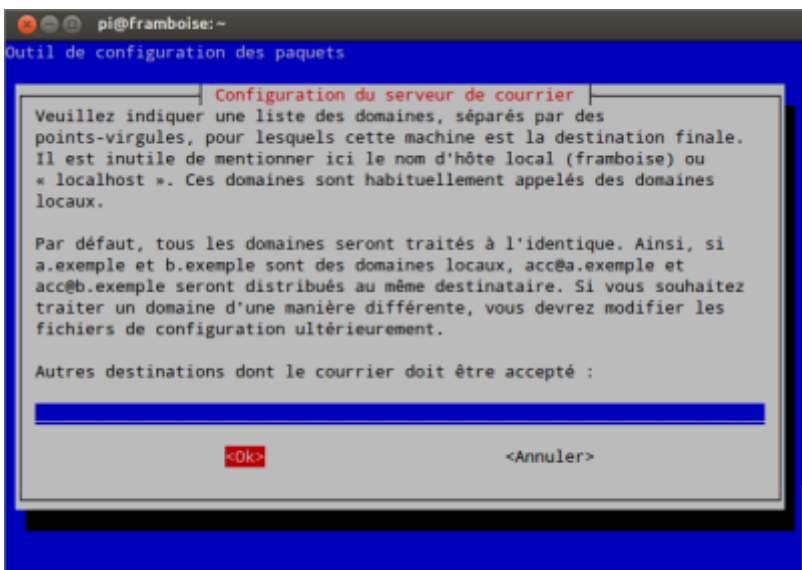 pi@framboise: ~
Outil de configuration des paquets
Configuration du serveur de courrier
Veuillez indiquer une liste des domaines, séparés par des
points-virgules, pour lesquels cette machine est la destination finale.
Il est inutile de mentionner ici le nom d'hôte local (framboise) ou
« localhost ». Ces domaines sont habituellement appelés des domaines
locaux.
Par défaut, tous les domaines seront traités à l'identique. Ainsi, si
a.exemple et b.exemple sont des domaines locaux, acc@a.exemple et
acc@b.exemple seront distribués au même destinataire. Si vous souhaitez
traiter un domaine d'une manière différente, vous devrez modifier les
fichiers de configuration ultérieurement.
Autres destinations dont le courrier doit être accepté :
<Ok> <Annuler>